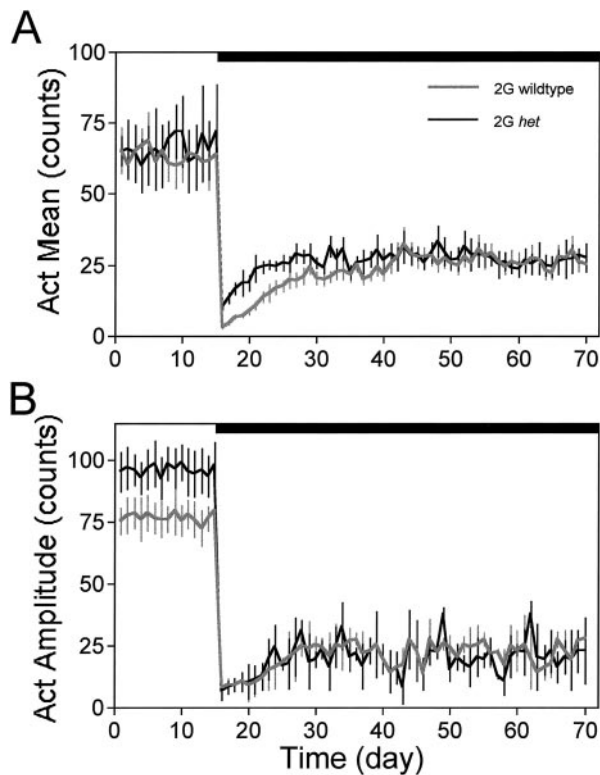 A
100
75
50
25
0
Act Mean (counts)
2G wildtype
2G het
0 10 20 30 40 50 60 70
B
100
75
50
25
0
Act Amplitude (counts)
0 10 20 30 40 50 60 70
Time (day)